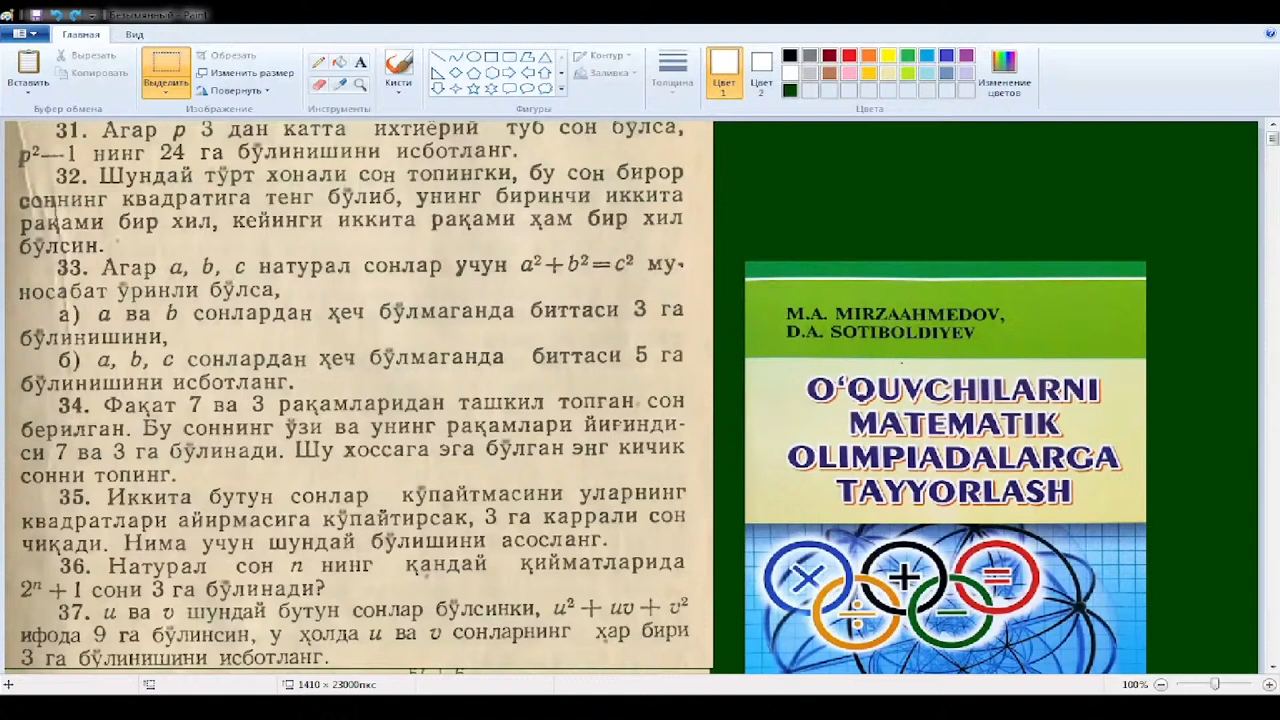 Безымянный - Paint
Главная
Вид
Вставить
Вырезать
Копировать
Буфер обмена
Выделить
Обрезать
Изменить размер
Повернуть
Изображение
A
Инструменты
Кисти
Фигуры
Контур
Заливка
Толщина
Цвет 1
Цвет 2
Изменение цветов
Цвета
31. Агар p 3 дан катта ихтиёрий туб сон бўлса,
p²—1 нинг 24 га бўлинишини исботланг.
32. Шундай тўрт хонали сон топингки, бу сон бирор
соннинг квадратига тенг бўлиб, унинг биринчи иккита
рақами бир хил, кейинги иккита рақами ҳам бир хил
бўлсин.
33. Агар a, b, c натурал сонлар учун a²+b²=c² му-
носабат ўринли бўлса,
а) a ва b сонлардан ҳеч бўлмаганда биттаси 3 га
бўлинишини,
б) a, b, c сонлардан ҳеч бўлмаганда биттаси 5 га
бўлинишини исботланг.
34. Фақат 7 ва 3 рақамларидан ташкил топган сон
берилган. Бу соннинг ўзи ва унинг рақамлари йиғинди-
си 7 ва 3 га бўлинади. Шу хоссага эга бўлган энг кичик
сонни топинг.
35. Иккита бутун сонлар кўпайтмасини уларнинг
квадратлари айирмасига кўпайтирсак, 3 га каррали сон
чиқади. Нима учун шундай бўлишини асосланг.
36. Натурал сон n нинг қандай қийматларида
2ⁿ + 1 сони 3 га бўлинади?
37. u ва v шундай бутун сонлар бўлсинки, u² + uv + v²
ифода 9 га бўлинсин, у ҳолда u ва v сонларнинг ҳар бири
3 га бўлинишини исботланг.
M.A. MIRZAAHMEDOV,
D.A. SOTIBOLDIYEV
O‘QUVCHILARNI
MATEMATIK
OLIMPIADALARGA
TAYYORLASH
× + =
÷ −
1410 × 23000пкс
100%